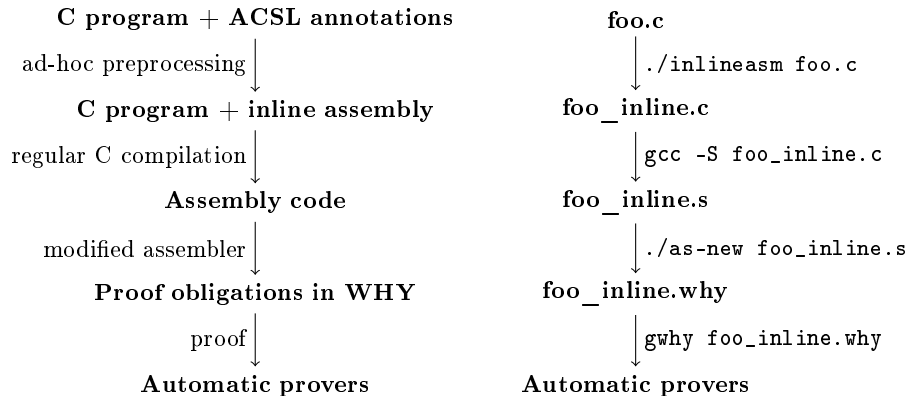 C program + ACSL annotations
foo.c
ad-hoc preprocessing
./inlineasm foo.c
C program + inline assembly
foo_inline.c
regular C compilation
gcc -S foo_inline.c
Assembly code
foo_inline.s
modified assembler
./as-new foo_inline.s
Proof obligations in WHY
foo_inline.why
proof
gwhy foo_inline.why
Automatic provers
Automatic provers